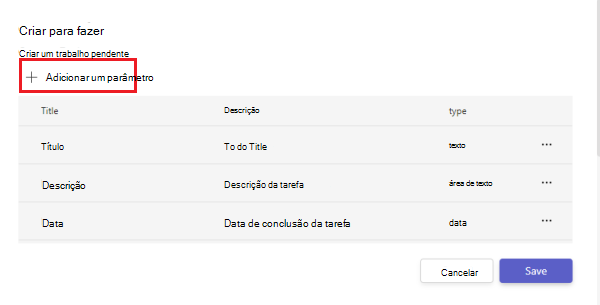 Criar para fazer
Criar um trabalho pendente
+ Adicionar um parâmetro
Title Descrição type
Título To do Title texto ...
Descrição Descrição da tarefa área de texto ...
Data Data de conclusão da tarefa data ...
Cancelar Save